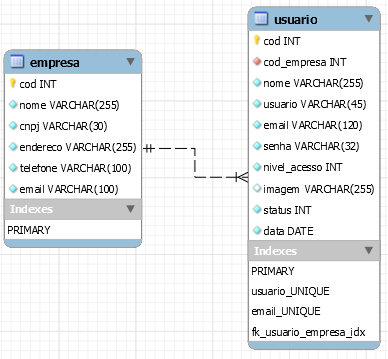 empresa
cod INT
nome VARCHAR(255)
cnpj VARCHAR(30)
endereco VARCHAR(255)
telefone VARCHAR(100)
email VARCHAR(100)
Indexes
PRIMARY
usuario
cod INT
cod_empresa INT
nome VARCHAR(255)
usuario VARCHAR(45)
email VARCHAR(120)
senha VARCHAR(32)
nivel_acesso INT
imagem VARCHAR(255)
status INT
data DATE
Indexes
PRIMARY
usuario_UNIQUE
email_UNIQUE
fk_usuario_empresa_idx